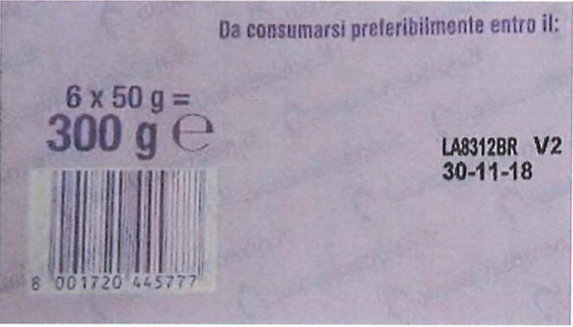 Da consumarsi preferibilmente entro il:
6 x 50 g =
300 g ℮
LA8312BR V2
30-11-18
8 001720 445777